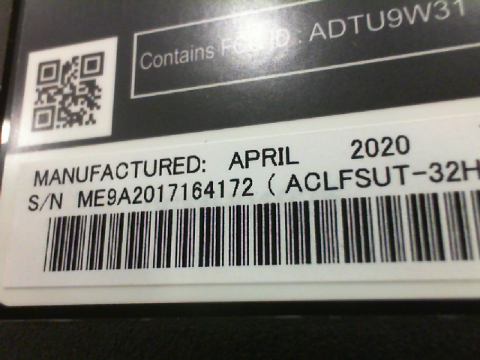 Contains FCC ID : ADTU9W31
MANUFACTURED: APRIL 2020
S/N ME9A2017164172 ( ACLFSUT-32H